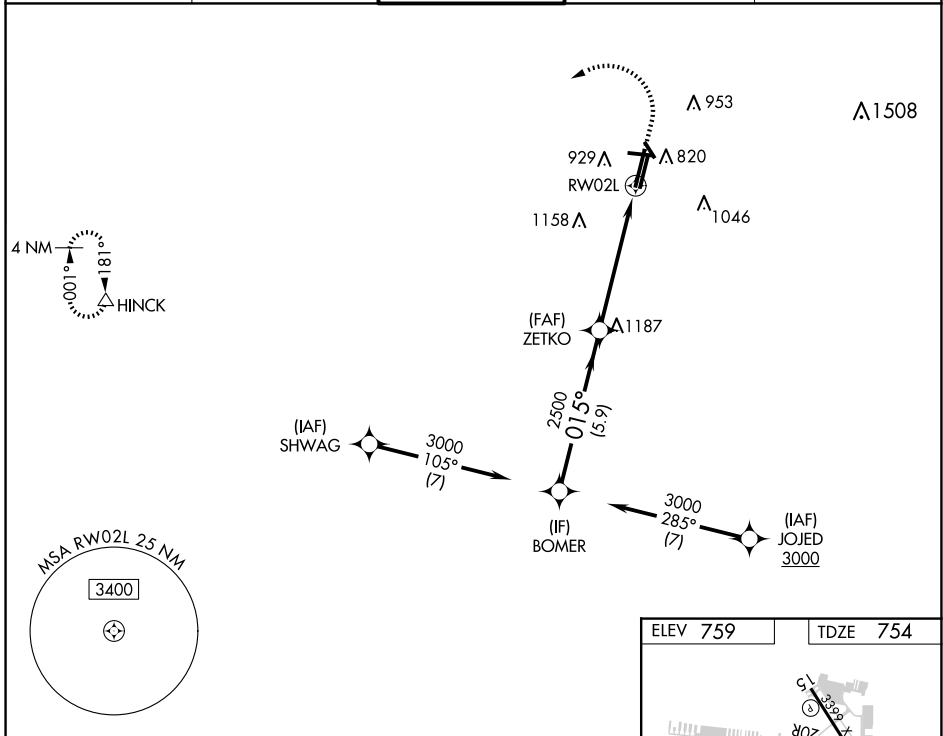 953
1508
929
820
RW02L
1158
1046
4 NM
001°
181°
HINCK
(FAF)
ZETKO
1187
2500
015°
(5.9)
(IAF)
SHWAG
3000
105°
(7)
(IF)
BOMER
3000
285°
(7)
(IAF)
JOJED
3000
MSA RW02L 25 NM
3400
ELEV 759
TDZE 754
15
P
3399 X
20R